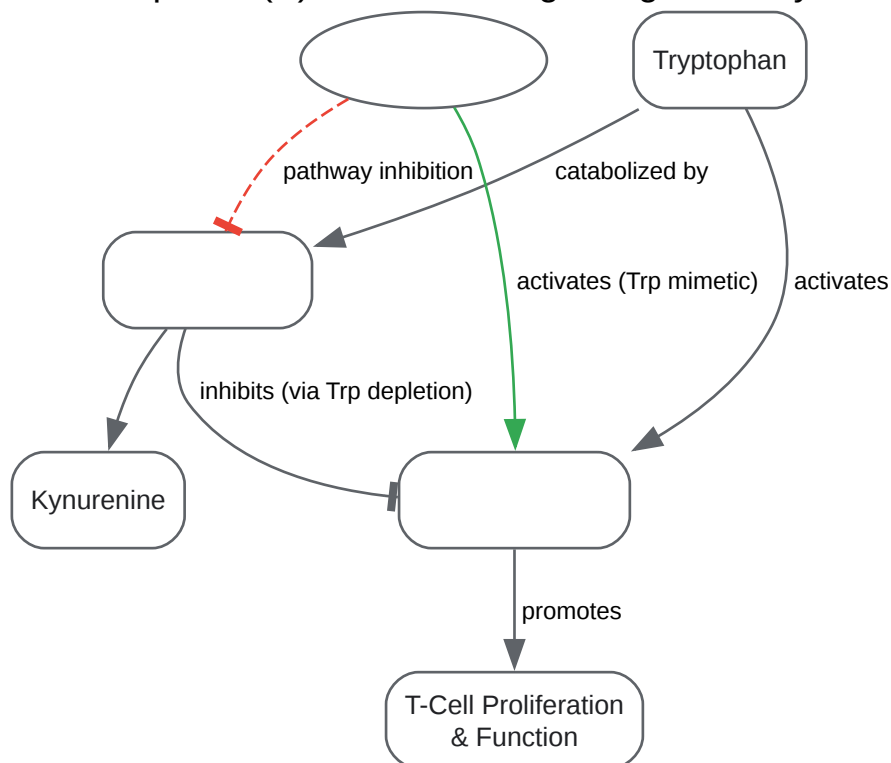 Tryptophan
pathway inhibition
catabolized by
activates (Trp mimetic)
activates
inhibits (via Trp depletion)
Kynurenine
promotes
T-Cell Proliferation
& Function